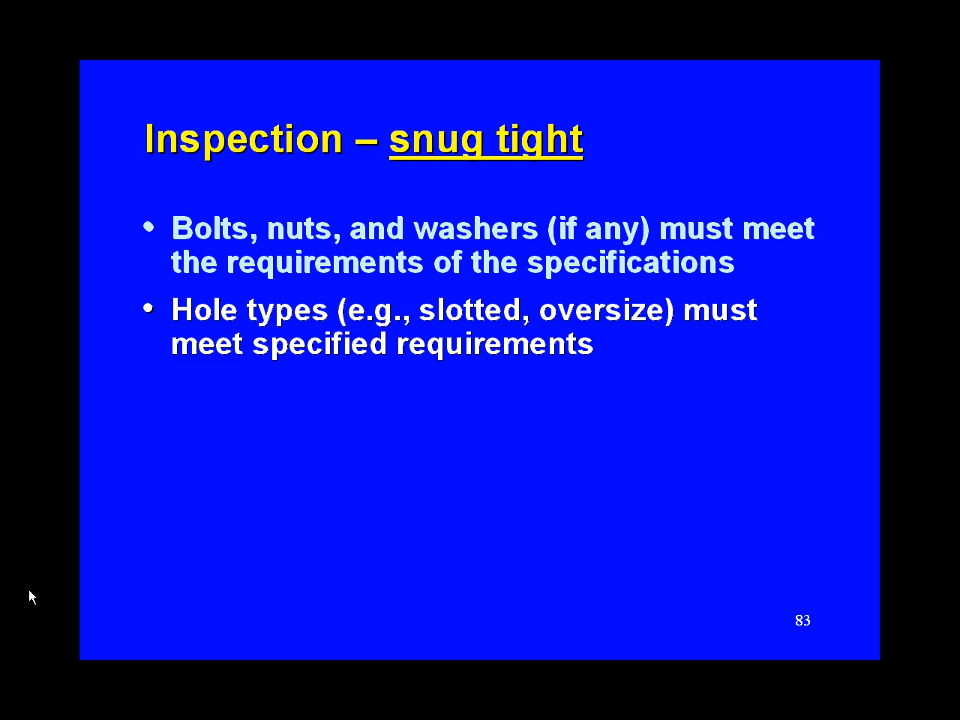 Inspection – snug tight
• Bolts, nuts, and washers (if any) must meet
the requirements of the specifications
• Hole types (e.g., slotted, oversize) must
meet specified requirements
83